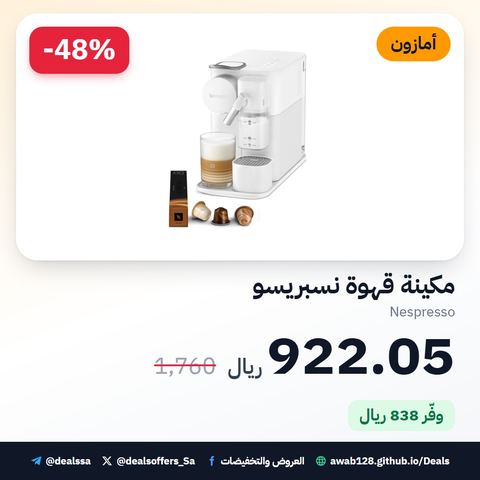 -48%
أمازون
مكينة قهوة نسبريسو
Nespresso
922.05 ريال 1,760
وفّر 838 ريال
@dealssa @dealsoffers_Sa العروض والتخفيضات awab128.github.io/Deals